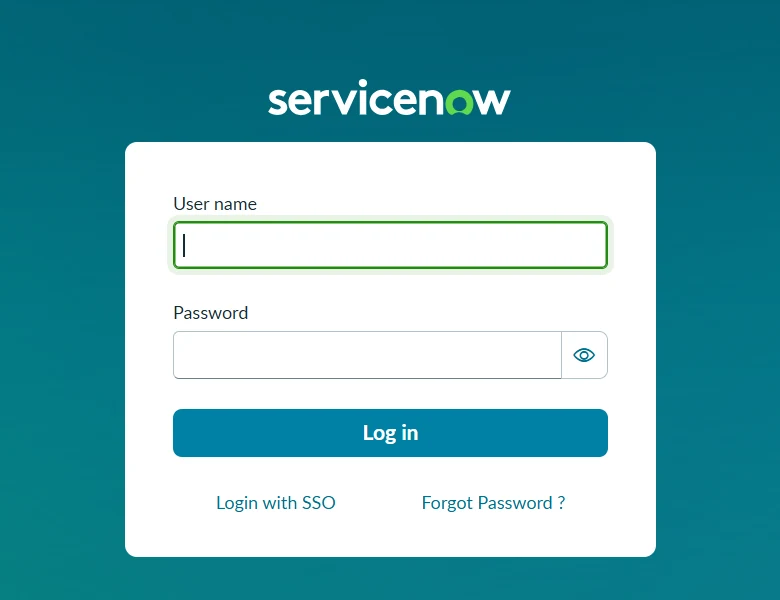 servicenow
User name
Password
Log in
Login with SSO
Forgot Password ?